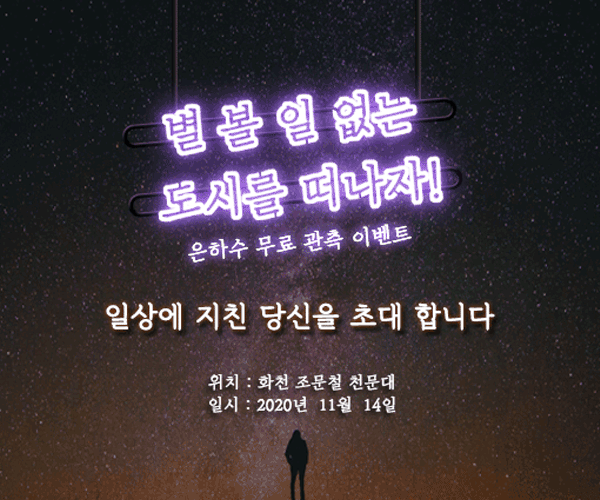 별 볼 일 없는
도시를 떠나자!
은하수 무료 관측 이벤트
일상에 지친 당신을 초대 합니다
위치 : 화천 조문철 천문대
일시 : 2020년 11월 14일